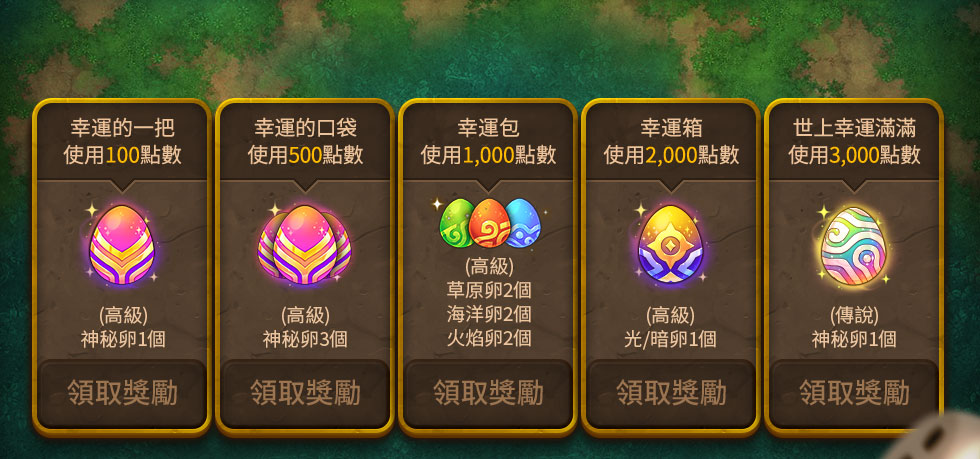 幸運的一把
使用100點數
(高級)
神秘卵1個
領取獎勵
幸運的口袋
使用500點數
(高級)
神秘卵3個
領取獎勵
幸運包
使用1,000點數
(高級)
草原卵2個
海洋卵2個
火焰卵2個
領取獎勵
幸運箱
使用2,000點數
(高級)
光/暗卵1個
領取獎勵
世上幸運滿滿
使用3,000點數
(傳說)
神秘卵1個
領取獎勵